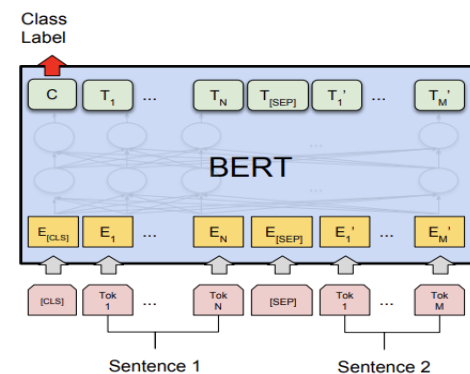 Class
Label
C T1 ... TN T[SEP] T1' ... TM'
...
BERT
...
E[CLS] E1 ... EN E[SEP] E1' ... EM'
[CLS] Tok 1 ... Tok N [SEP] Tok 1 ... Tok M
Sentence 1 Sentence 2